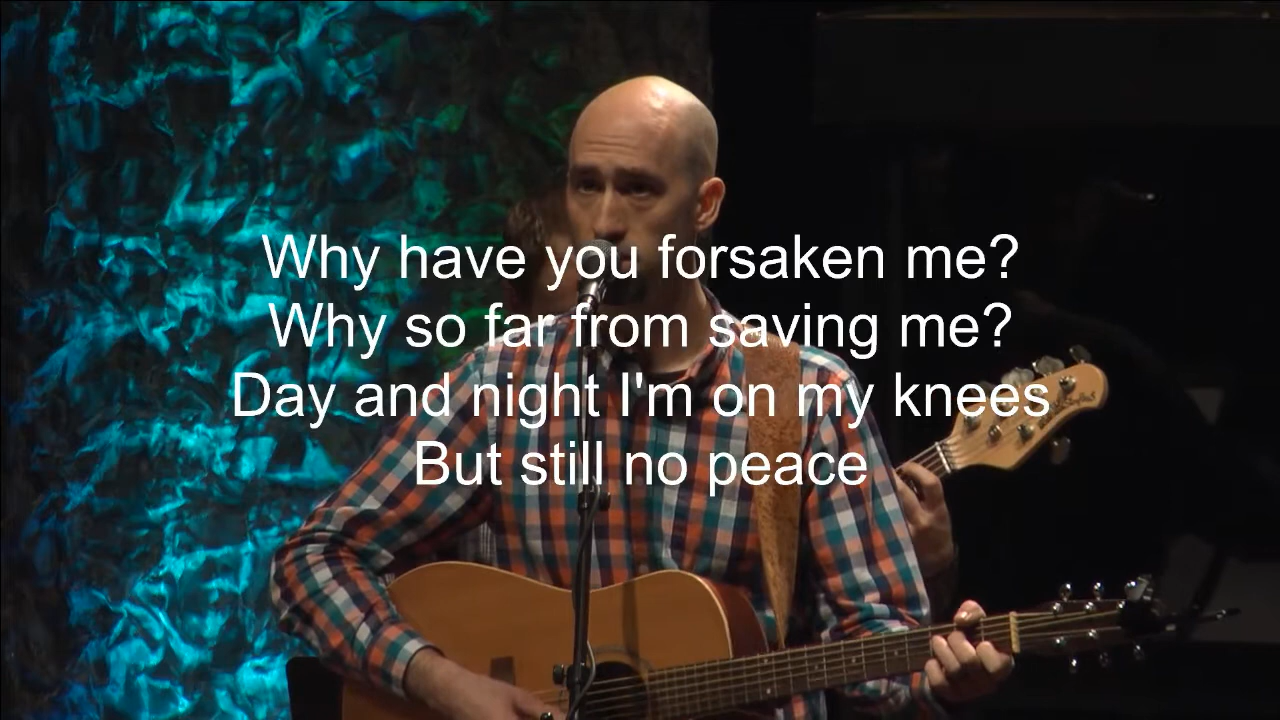 Why have you forsaken me?
Why so far from saving me?
Day and night I'm on my knees
But still no peace